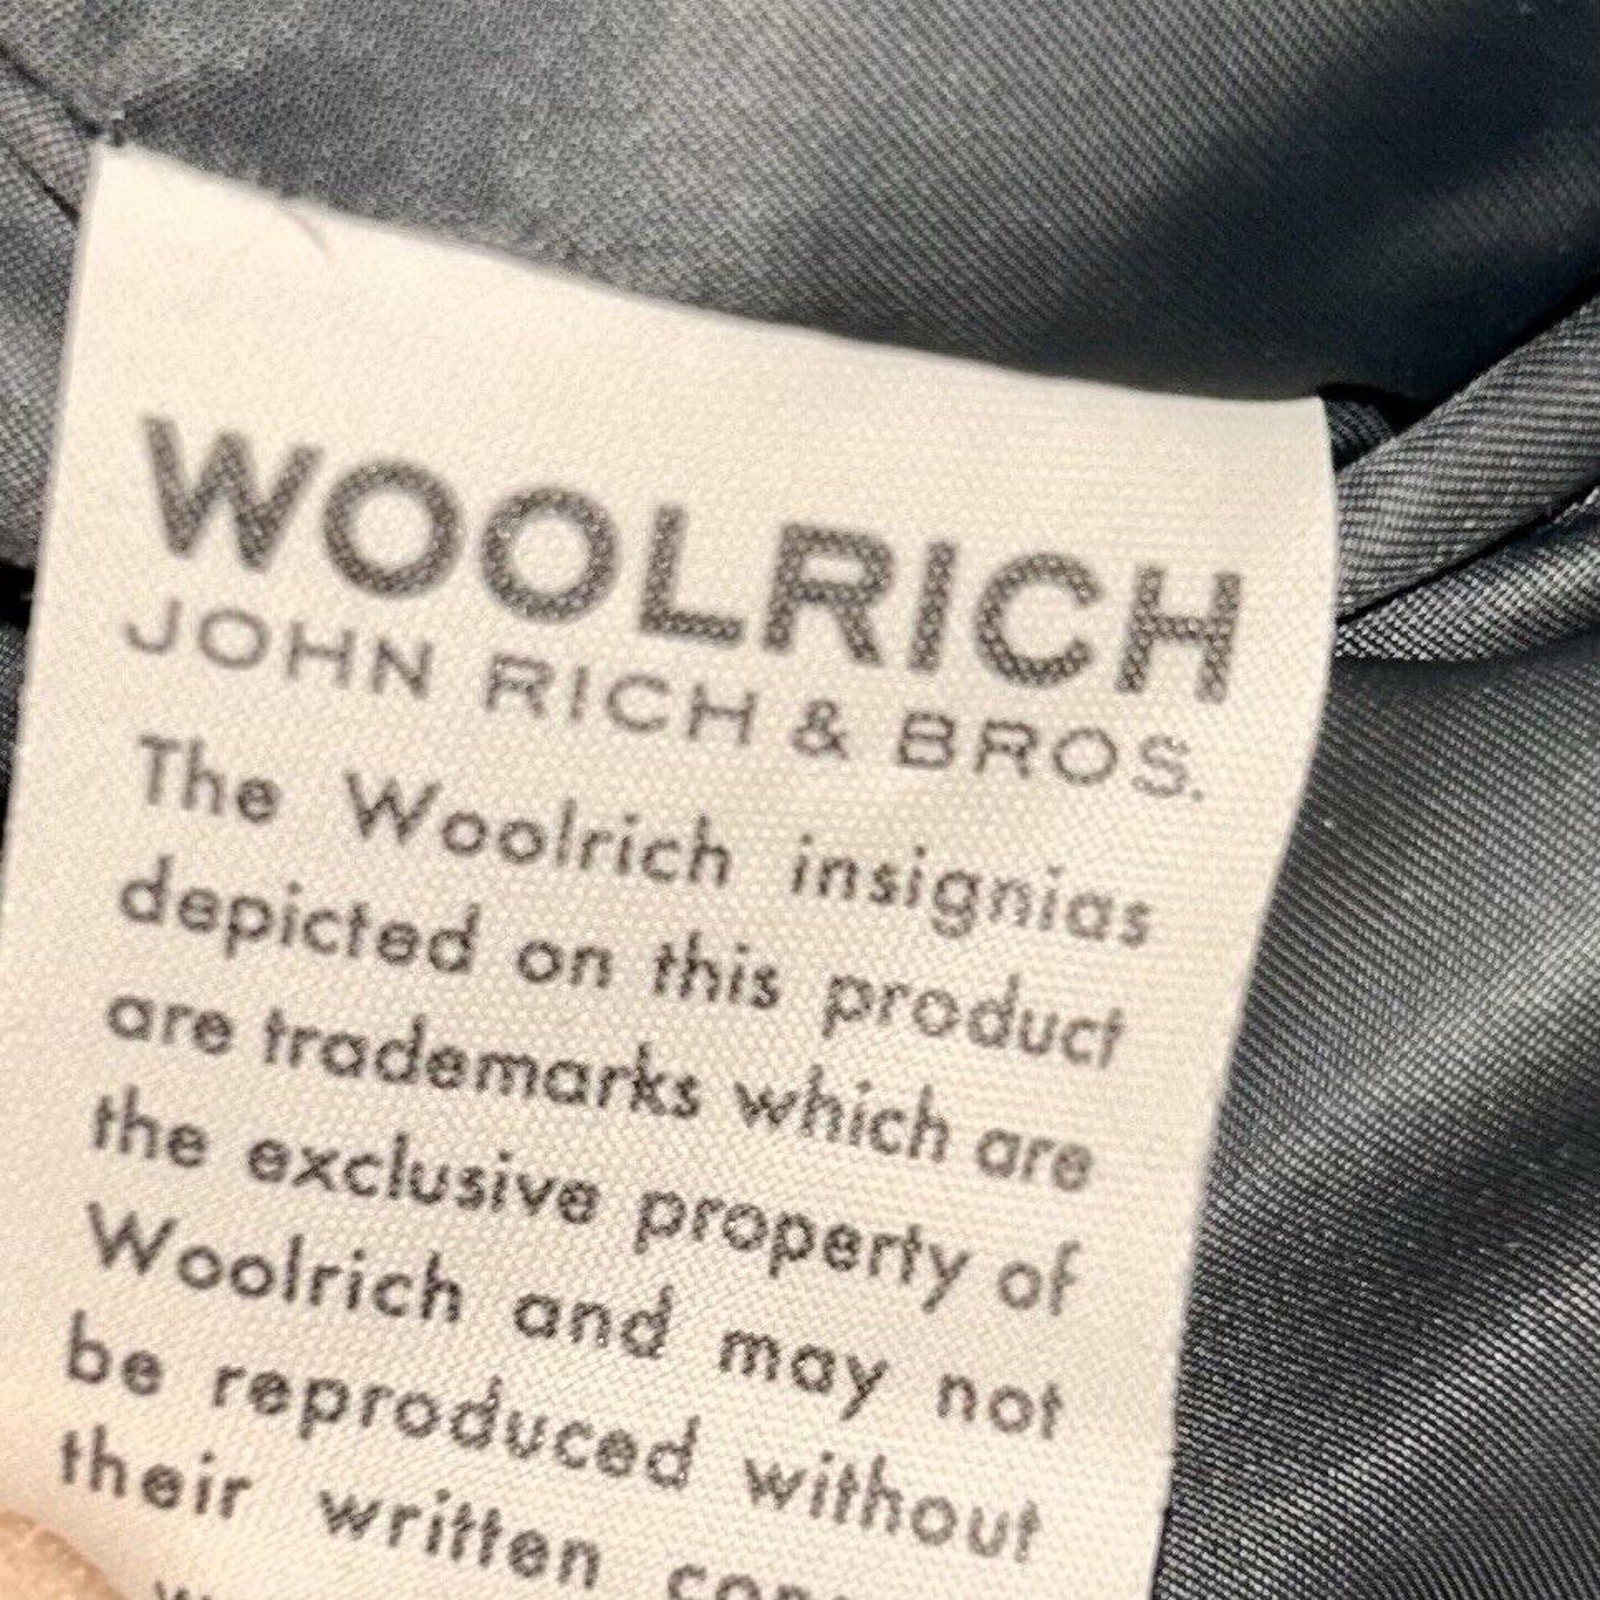 WOOLRICH
JOHN RICH & BROS.
The Woolrich insignias
depicted on this product
are trademarks which are
the exclusive property of
Woolrich and may not
be reproduced without
their written